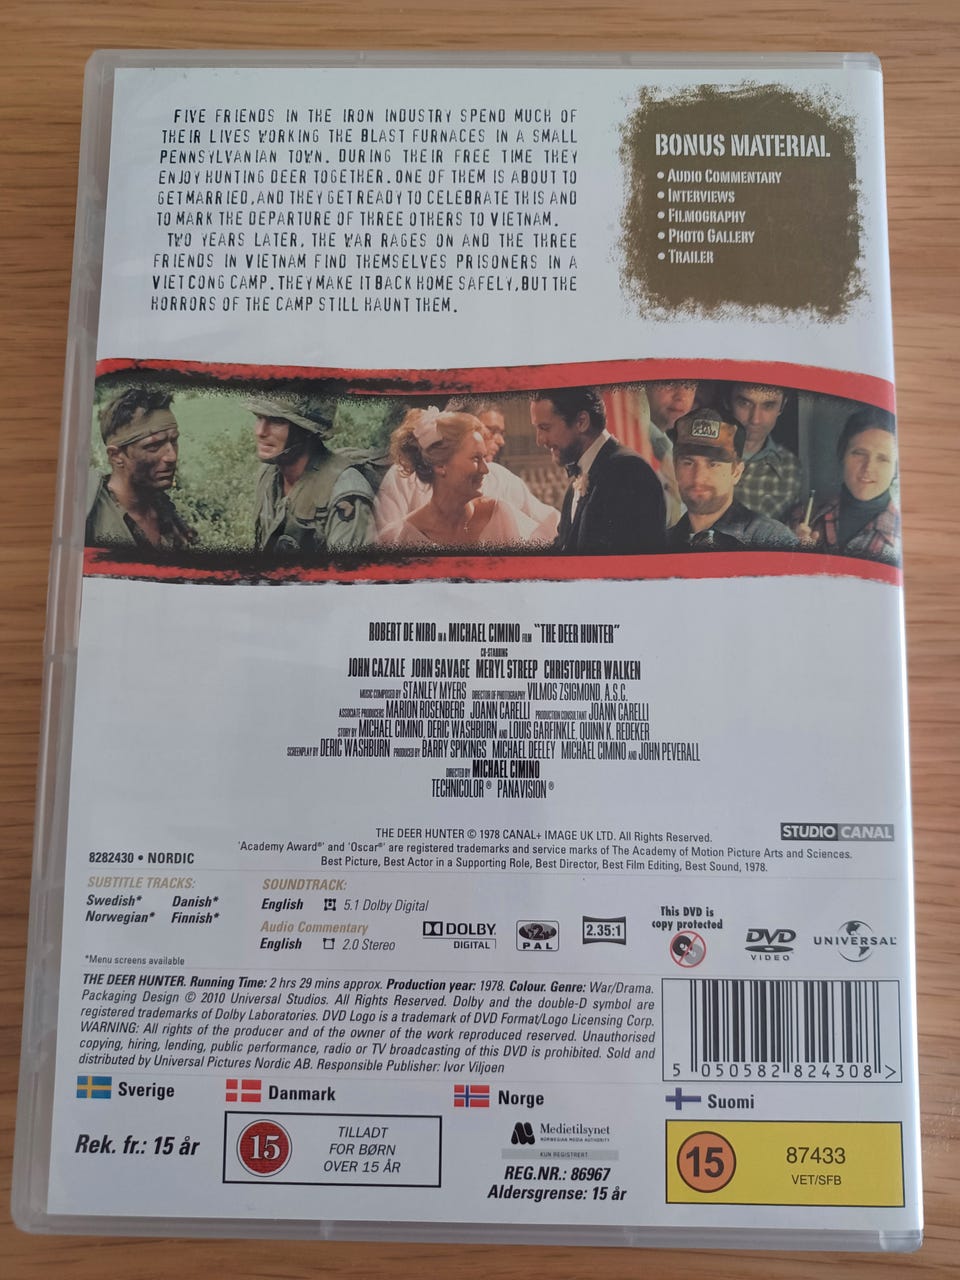 FIVE FRIENDS IN THE IRON INDUSTRY SPEND MUCH OF
THEIR LIVES WORKING THE BLAST FURNACES IN A SMALL
PENNSYLVANIAN TOWN. DURING THEIR FREE TIME THEY
ENJOY HUNTING DEER TOGETHER. ONE OF THEM IS ABOUT TO
GET MARRIED, AND THEY GET READY TO CELEBRATE THIS AND
TO MARK THE DEPARTURE OF THREE OTHERS TO VIETNAM.
TWO YEARS LATER, THE WAR RAGES ON AND THE THREE
FRIENDS IN VIETNAM FIND THEMSELVES PRISONERS IN A
VIET CONG CAMP. THEY MAKE IT BACK HOME SAFELY, BUT THE
HORRORS OF THE CAMP STILL HAUNT THEM.
BONUS MATERIAL
• AUDIO COMMENTARY
• INTERVIEWS
• FILMOGRAPHY
• PHOTO GALLERY
• TRAILER
ROBERT DE NIRO IN A MICHAEL CIMINO FILM "THE DEER HUNTER"
CO-STARRING
JOHN CAZALE JOHN SAVAGE MERYL STREEP CHRISTOPHER WALKEN
MUSIC COMPOSED BY STANLEY MYERS DIRECTOR OF PHOTOGRAPHY VILMOS ZSIGMOND, A.S.C.
ASSOCIATE PRODUCERS MARION ROSENBERG JOANN CARELLI PRODUCTION CONSULTANT JOANN CARELLI
STORY BY MICHAEL CIMINO, DERIC WASHBURN AND LOUIS GARFINKLE, QUINN K. REDEKER
SCREENPLAY BY DERIC WASHBURN PRODUCED BY BARRY SPIKINGS MICHAEL DEELEY MICHAEL CIMINO AND JOHN PEVERALL
DIRECTED BY MICHAEL CIMINO
TECHNICOLOR® PANAVISION®
STUDIO CANAL
THE DEER HUNTER © 1978 CANAL+ IMAGE UK LTD. All Rights Reserved.
'Academy Award®' and 'Oscar®' are registered trademarks and service marks of The Academy of Motion Picture Arts and Sciences.
Best Picture, Best Actor in a Supporting Role, Best Director, Best Film Editing, Best Sound, 1978.
8282430 • NORDIC
SUBTITLE TRACKS:
Swedish* Danish*
Norwegian* Finnish*
*Menu screens available
SOUNDTRACK:
English 5.1 Dolby Digital
Audio Commentary
English 2.0 Stereo
DOLBY
DIGITAL
2
PAL
2.35:1
This DVD is
copy protected
DVD
VIDEO
UNIVERSAL
THE DEER HUNTER. Running Time: 2 hrs 29 mins approx. Production year: 1978. Colour. Genre: War/Drama.
Packaging Design © 2010 Universal Studios. All Rights Reserved. Dolby and the double-D symbol are
registered trademarks of Dolby Laboratories. DVD Logo is a trademark of DVD Format/Logo Licensing Corp.
WARNING: All rights of the producer and of the owner of the work reproduced reserved. Unauthorised
copying, hiring, lending, public performance, radio or TV broadcasting of this DVD is prohibited. Sold and
distributed by Universal Pictures Nordic AB. Responsible Publisher: Ivor Viljoen
5 050582 824308 >
Sverige
Rek. fr.: 15 år
Danmark
15
TILLADT
FOR BØRN
OVER 15 ÅR
Norge
Medietilsynet
NORWEGIAN MEDIA AUTHORITY
KUN REGISTRERT
REG.NR.: 86967
Aldersgrense: 15 år
Suomi
15
87433
VET/SFB